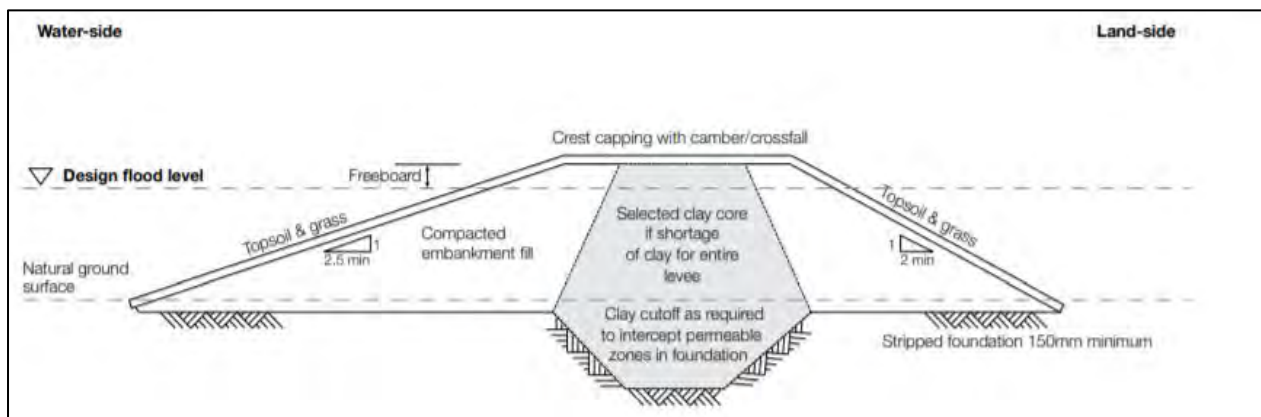 Water-side
Land-side
Crest capping with camber/crossfall
Design flood level
Freeboard
Topsoil & grass
1
2.5 min
Compacted
embankment fill
Selected clay core
if shortage
of clay for entire
levee
Topsoil & grass
1
2 min
Natural ground
surface
Clay cutoff as required
to intercept permeable
zones in foundation
Stripped foundation 150mm minimum